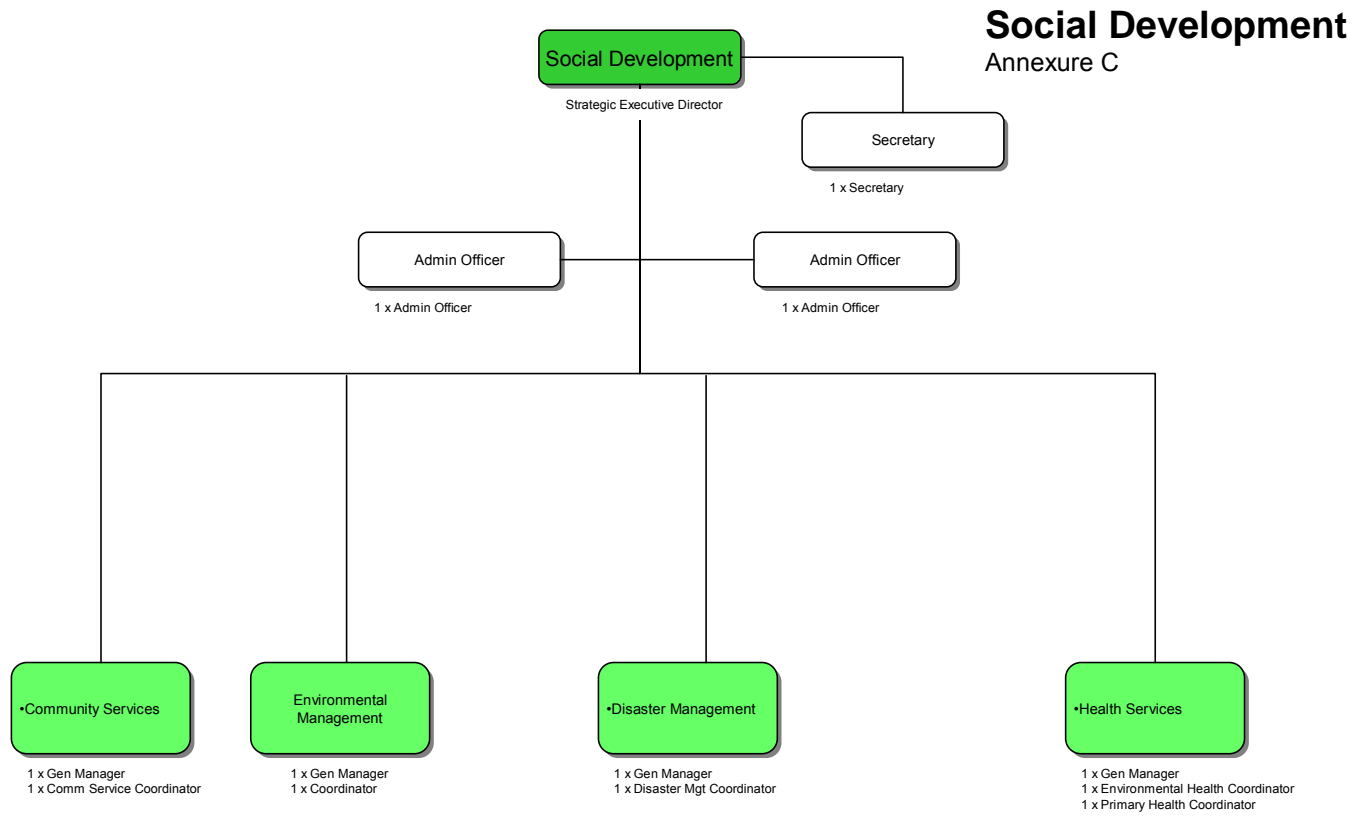 Social Development
Annexure C
Social Development
Strategic Executive Director
Secretary
1 x Secretary
Admin Officer
1 x Admin Officer
Admin Officer
1 x Admin Officer
•Community Services
1 x Gen Manager
1 x Comm Service Coordinator
Environmental
Management
1 x Gen Manager
1 x Coordinator
•Disaster Management
1 x Gen Manager
1 x Disaster Mgt Coordinator
•Health Services
1 x Gen Manager
1 x Environmental Health Coordinator
1 x Primary Health Coordinator